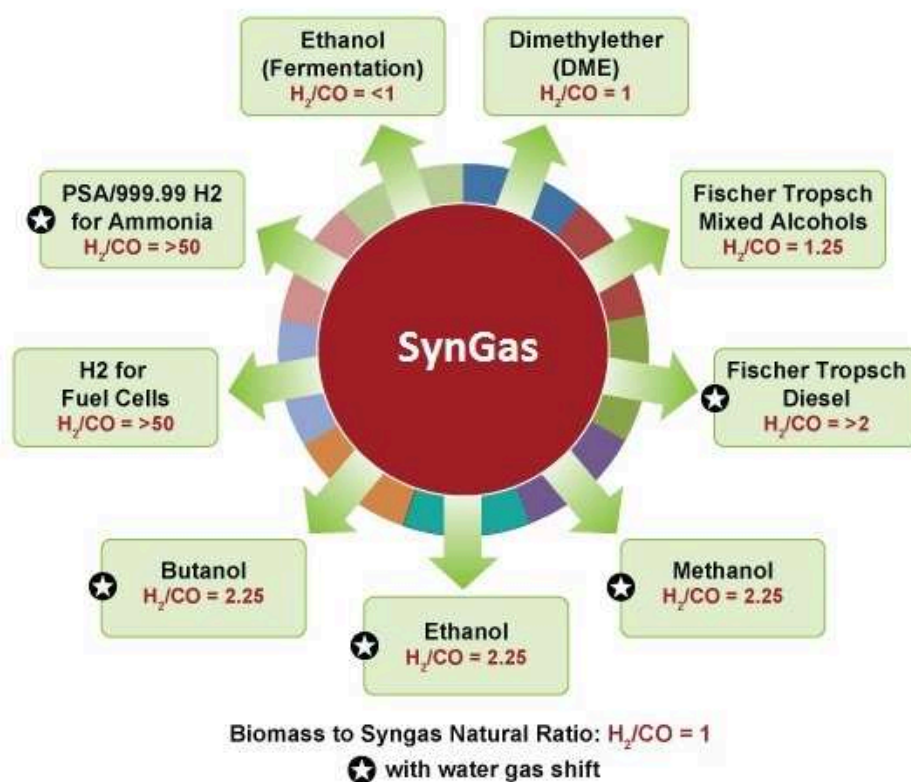 Ethanol
(Fermentation)
H₂/CO = <1
Dimethylether
(DME)
H₂/CO = 1
PSA/999.99 H2
for Ammonia
H₂/CO = >50
Fischer Tropsch
Mixed Alcohols
H₂/CO = 1.25
SynGas
H2 for
Fuel Cells
H₂/CO = >50
Fischer Tropsch
Diesel
H₂/CO = >2
Butanol
H₂/CO = 2.25
Methanol
H₂/CO = 2.25
Ethanol
H₂/CO = 2.25
Biomass to Syngas Natural Ratio: H₂/CO = 1
with water gas shift